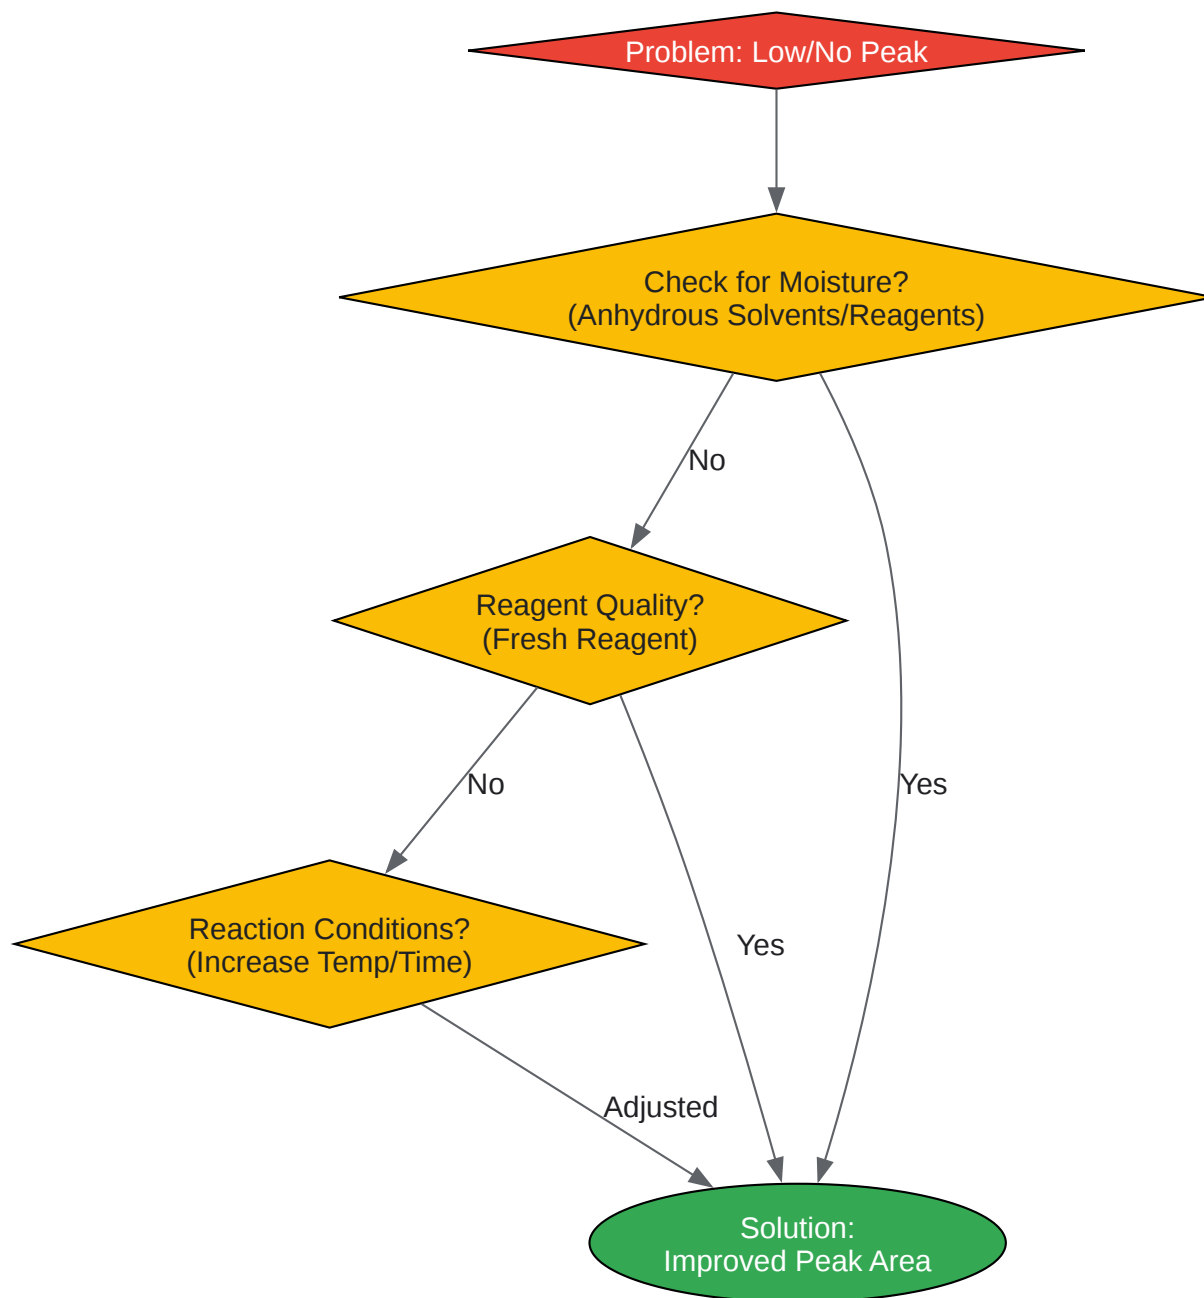 Problem: Low/No Peak
Check for Moisture?
(Anhydrous Solvents/Reagents)
No
Reagent Quality?
(Fresh Reagent)
No
Yes
Reaction Conditions?
(Increase Temp/Time)
Yes
Adjusted
Solution:
Improved Peak Area